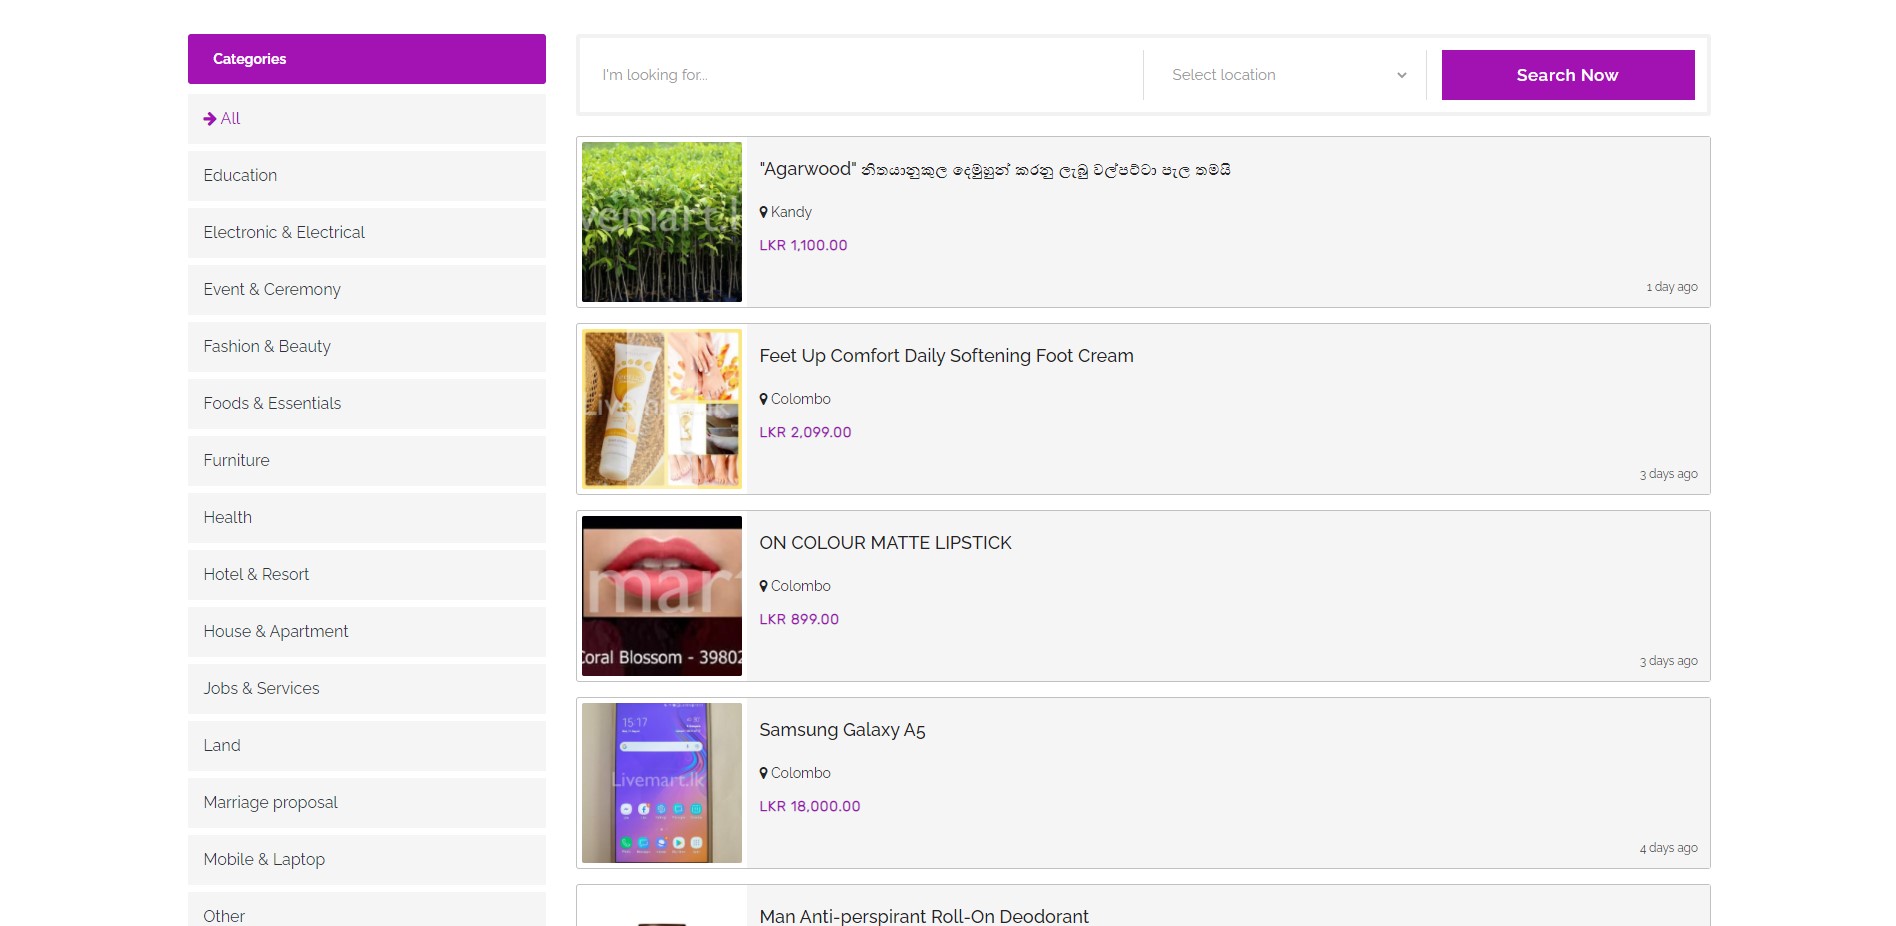 Categories
All
Education
Electronic & Electrical
Event & Ceremony
Fashion & Beauty
Foods & Essentials
Furniture
Health
Hotel & Resort
House & Apartment
Jobs & Services
Land
Marriage proposal
Mobile & Laptop
Other
I'm looking for...
Select location
Search Now
vemart.l
"Agarwood" නිතයානුකුල දෙමුහුන් කරනු ලැබු වල්පට්ටා පැල තමයි
Kandy
LKR 1,100.00
1 day ago
Feet Up Comfort Daily Softening Foot Cream
Colombo
LKR 2,099.00
3 days ago
mart
Coral Blossom - 39802
ON COLOUR MATTE LIPSTICK
Colombo
LKR 899.00
3 days ago
15:17
Livemart.lk
Samsung Galaxy A5
Colombo
LKR 18,000.00
4 days ago
Man Anti-perspirant Roll-On Deodorant